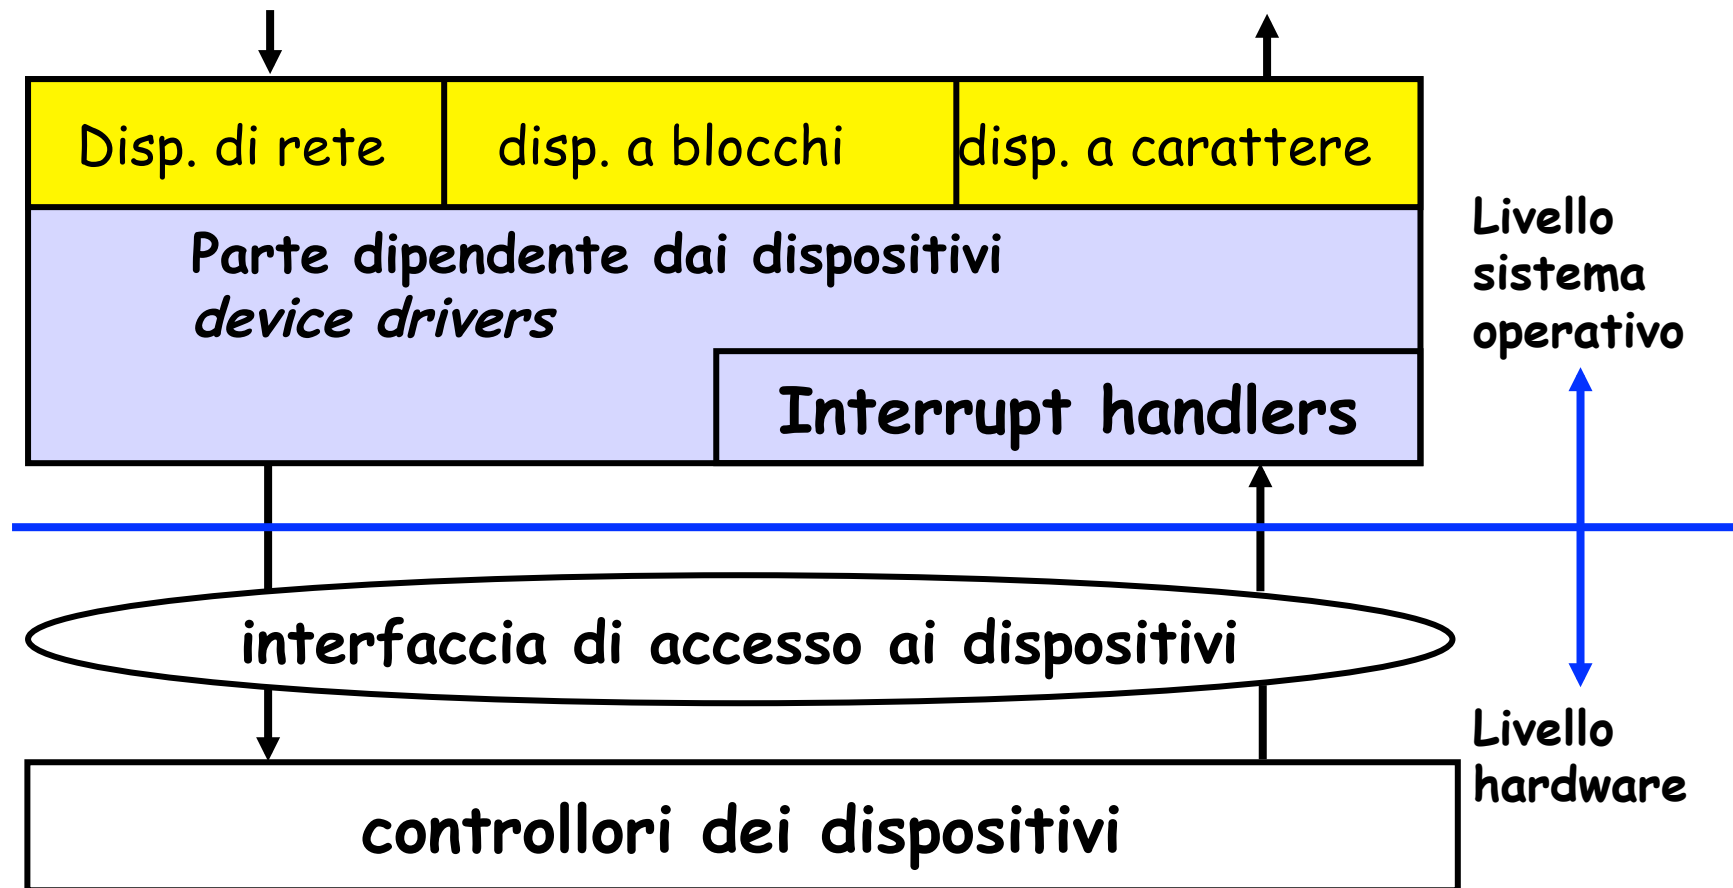 Disp. di rete
disp. a blocchi
disp. a carattere
Parte dipendente dai dispositivi
device drivers
Interrupt handlers
Livello
sistema
operativo
interfaccia di accesso ai dispositivi
Livello
hardware
controllori dei dispositivi